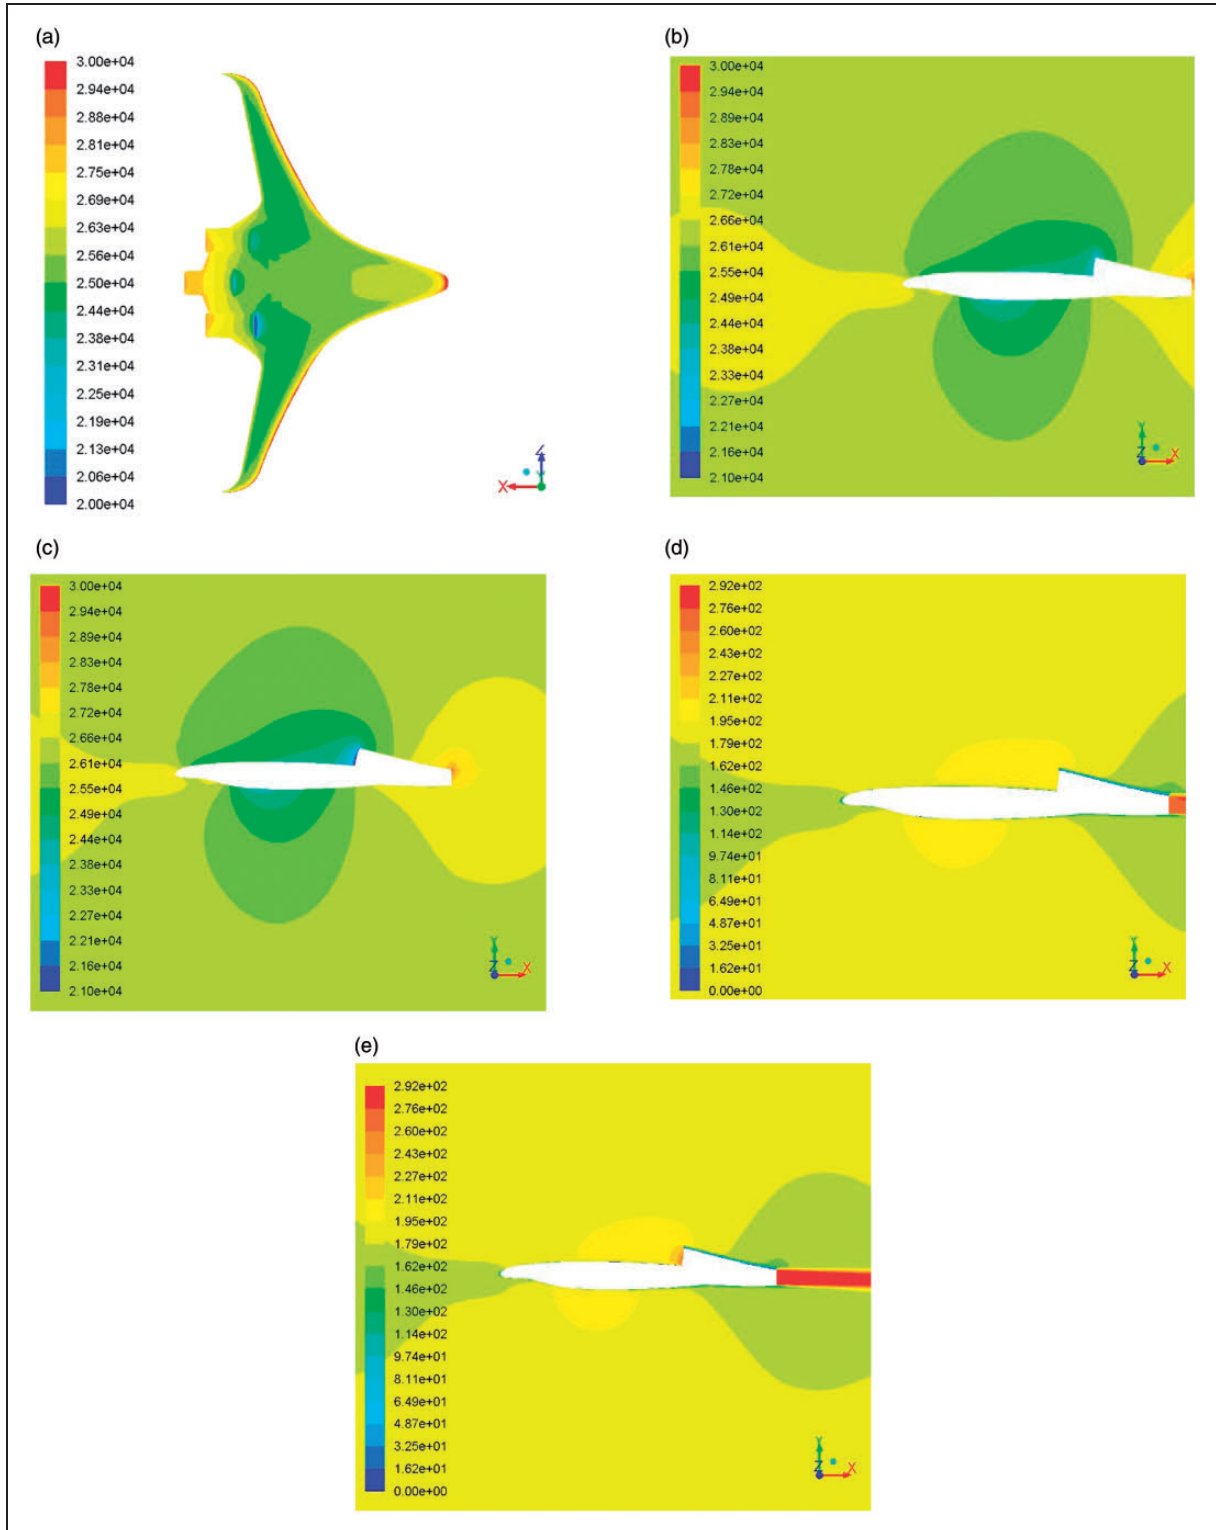 (a)
3.00e+04
2.94e+04
2.88e+04
2.81e+04
2.75e+04
2.69e+04
2.63e+04
2.56e+04
2.50e+04
2.44e+04
2.38e+04
2.31e+04
2.25e+04
2.19e+04
2.13e+04
2.06e+04
2.00e+04
Z
X Y
(b)
3.00e+04
2.94e+04
2.89e+04
2.83e+04
2.78e+04
2.72e+04
2.66e+04
2.61e+04
2.55e+04
2.49e+04
2.44e+04
2.38e+04
2.33e+04
2.27e+04
2.21e+04
2.16e+04
2.10e+04
Y
Z X
(c)
3.00e+04
2.94e+04
2.89e+04
2.83e+04
2.78e+04
2.72e+04
2.66e+04
2.61e+04
2.55e+04
2.49e+04
2.44e+04
2.38e+04
2.33e+04
2.27e+04
2.21e+04
2.16e+04
2.10e+04
Y
Z X
(d)
2.92e+02
2.76e+02
2.60e+02
2.43e+02
2.27e+02
2.11e+02
1.95e+02
1.79e+02
1.62e+02
1.46e+02
1.30e+02
1.14e+02
9.74e+01
8.11e+01
6.49e+01
4.87e+01
3.25e+01
1.62e+01
0.00e+00
Y
Z X
(e)
2.92e+02
2.76e+02
2.60e+02
2.43e+02
2.27e+02
2.11e+02
1.95e+02
1.79e+02
1.62e+02
1.46e+02
1.30e+02
1.14e+02
9.74e+01
8.11e+01
6.49e+01
4.87e+01
3.25e+01
1.62e+01
0.00e+00
Y
Z X